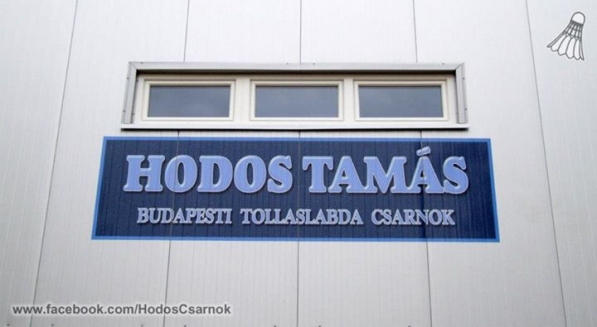 HODOS TAMÁS
BUDAPESTI TOLLASLABDA CSARNOK
www.facebook.com/HodosCsarnok